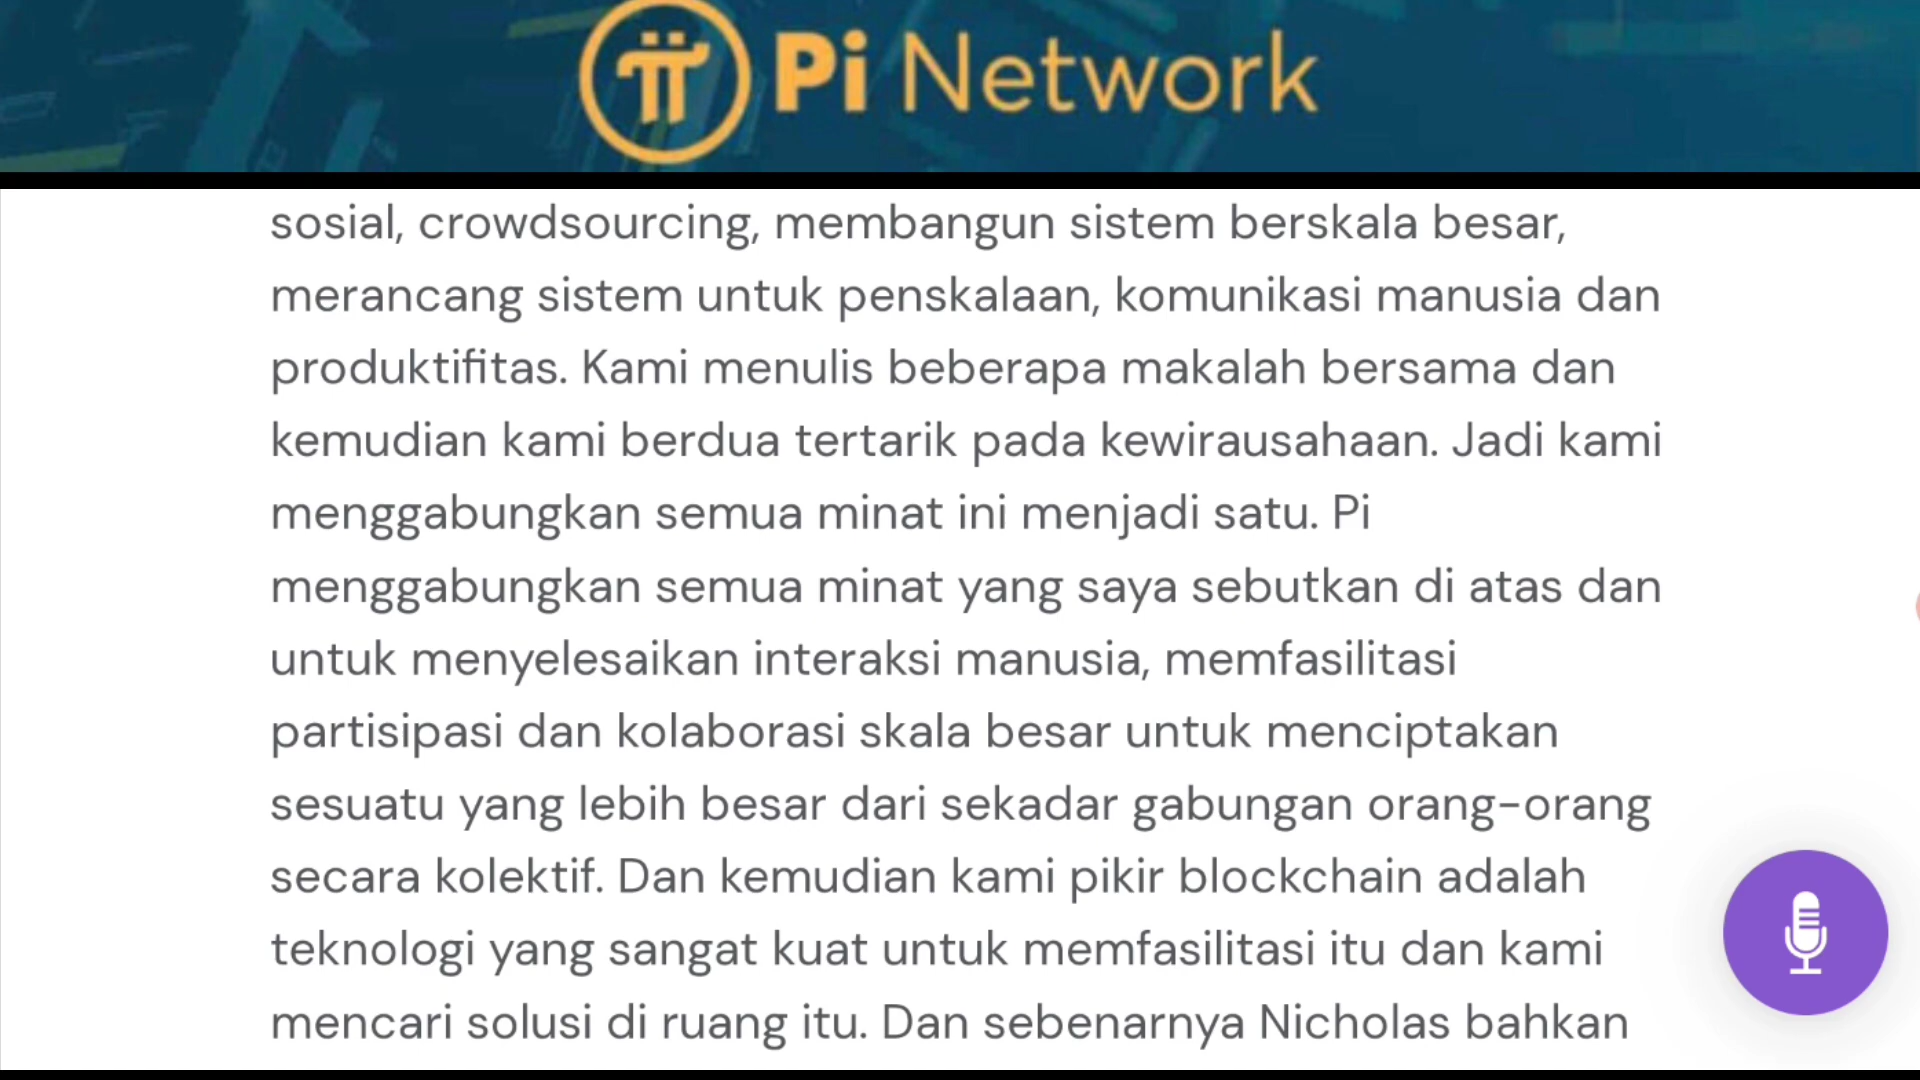 Pi Network
sosial, crowdsourcing, membangun sistem berskala besar,
merancang sistem untuk penskalaan, komunikasi manusia dan
produktifitas. Kami menulis beberapa makalah bersama dan
kemudian kami berdua tertarik pada kewirausahaan. Jadi kami
menggabungkan semua minat ini menjadi satu. Pi
menggabungkan semua minat yang saya sebutkan di atas dan
untuk menyelesaikan interaksi manusia, memfasilitasi
partisipasi dan kolaborasi skala besar untuk menciptakan
sesuatu yang lebih besar dari sekadar gabungan orang-orang
secara kolektif. Dan kemudian kami pikir blockchain adalah
teknologi yang sangat kuat untuk memfasilitasi itu dan kami
mencari solusi di ruang itu. Dan sebenarnya Nicholas bahkan